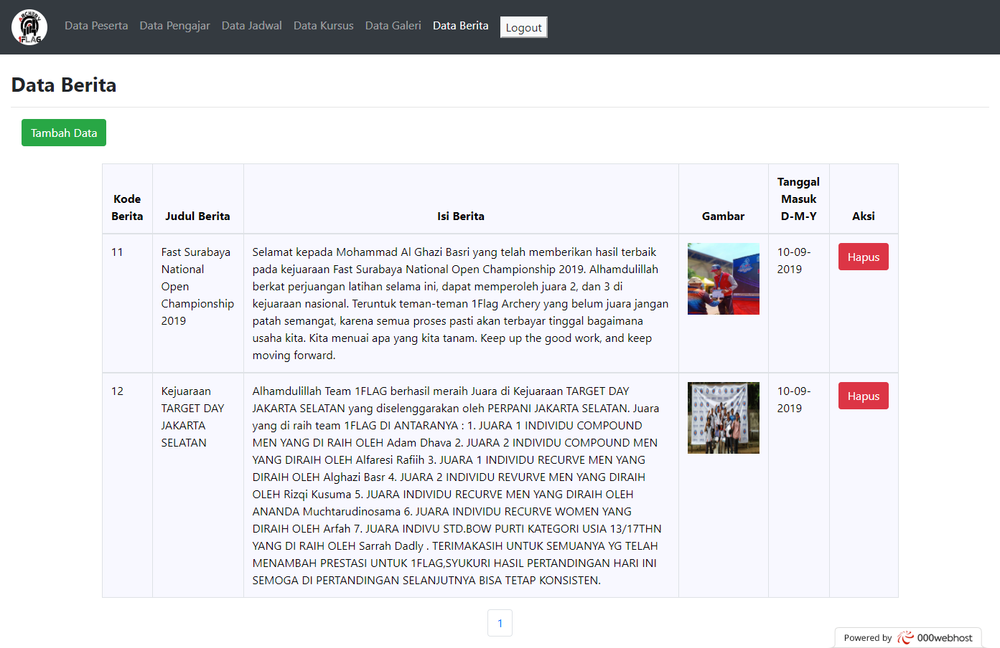 ARCHERY
1FLAG
Data Peserta Data Pengajar Data Jadwal Data Kursus Data Galeri Data Berita Logout
Data Berita
Tambah Data
Kode
Berita
Judul Berita
Isi Berita
Gambar
Tanggal
Masuk
D-M-Y
Aksi
11
Fast Surabaya
National
Open
Championship
2019
Selamat kepada Mohammad Al Ghazi Basri yang telah memberikan hasil terbaik
pada kejuaraan Fast Surabaya National Open Championship 2019. Alhamdulillah
berkat perjuangan latihan selama ini, dapat memperoleh juara 2, dan 3 di
kejuaraan nasional. Teruntuk teman-teman 1Flag Archery yang belum juara jangan
patah semangat, karena semua proses pasti akan terbayar tinggal bagaimana
usaha kita. Kita menuai apa yang kita tanam. Keep up the good work, and keep
moving forward.
10-09-
2019
Hapus
12
Kejuaraan
TARGET DAY
JAKARTA
SELATAN
Alhamdulillah Team 1FLAG berhasil meraih Juara di Kejuaraan TARGET DAY
JAKARTA SELATAN yang diselenggarakan oleh PERPANI JAKARTA SELATAN. Juara
yang di raih team 1FLAG DI ANTARANYA : 1. JUARA 1 INDIVIDU COMPOUND
MEN YANG DI RAIH OLEH Adam Dhava 2. JUARA 2 INDIVIDU COMPOUND MEN
YANG DIRAIH OLEH Alfaresi Rafiih 3. JUARA 1 INDIVIDU RECURVE MEN YANG
DIRAIH OLEH Alghazi Basr 4. JUARA 2 INDIVIDU REVURVE MEN YANG DIRAIH
OLEH Rizqi Kusuma 5. JUARA INDIVIDU RECURVE MEN YANG DIRAIH OLEH
ANANDA Muchtarudinosama 6. JUARA INDIVIDU RECURVE WOMEN YANG
DIRAIH OLEH Arfah 7. JUARA INDIVU STD.BOW PURTI KATEGORI USIA 13/17THN
YANG DI RAIH OLEH Sarrah Dadly . TERIMAKASIH UNTUK SEMUANYA YG TELAH
MENAMBAH PRESTASI UNTUK 1FLAG,SYUKURI HASIL PERTANDINGAN HARI INI
SEMOGA DI PERTANDINGAN SELANJUTNYA BISA TETAP KONSISTEN.
10-09-
2019
Hapus
1
Powered by 000webhost